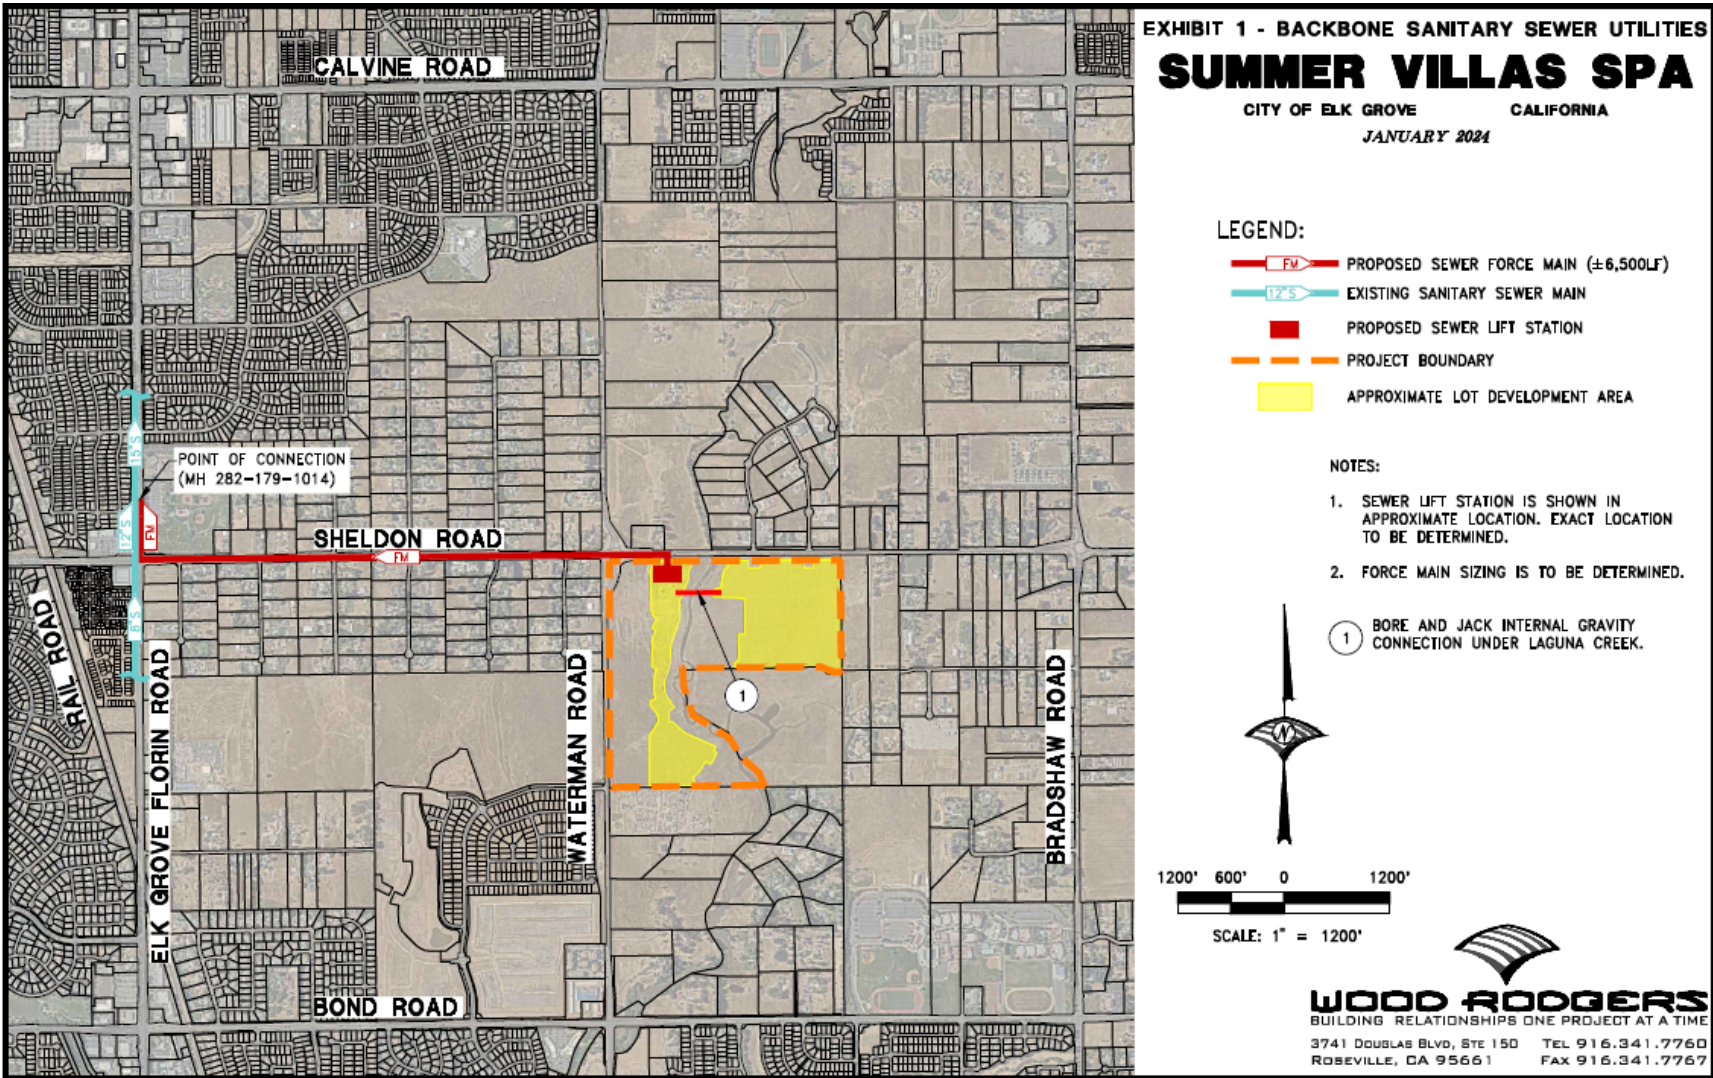 EXHIBIT 1 - BACKBONE SANITARY SEWER UTILITIES
SUMMER VILLAS SPA
CITY OF ELK GROVE CALIFORNIA
JANUARY 2024
LEGEND:
FM PROPOSED SEWER FORCE MAIN (±6,500LF)
12"S EXISTING SANITARY SEWER MAIN
PROPOSED SEWER LIFT STATION
PROJECT BOUNDARY
APPROXIMATE LOT DEVELOPMENT AREA
NOTES:
1. SEWER LIFT STATION IS SHOWN IN
APPROXIMATE LOCATION. EXACT LOCATION
TO BE DETERMINED.
2. FORCE MAIN SIZING IS TO BE DETERMINED.
1 BORE AND JACK INTERNAL GRAVITY
CONNECTION UNDER LAGUNA CREEK.
N
1200' 600' 0 1200'
SCALE: 1" = 1200'
WOOD RODGERS
BUILDING RELATIONSHIPS ONE PROJECT AT A TIME
3741 DOUGLAS BLVD, STE 150 TEL 916.341.7760
ROSEVILLE, CA 95661 FAX 916.341.7767
CALVINE ROAD
15"S
POINT OF CONNECTION
(MH 282-179-1014)
12"S
FM
SHELDON ROAD
FM
8"S
RAIL ROAD
ELK GROVE FLORIN ROAD
WATERMAN ROAD
1
BRADSHAW ROAD
BOND ROAD